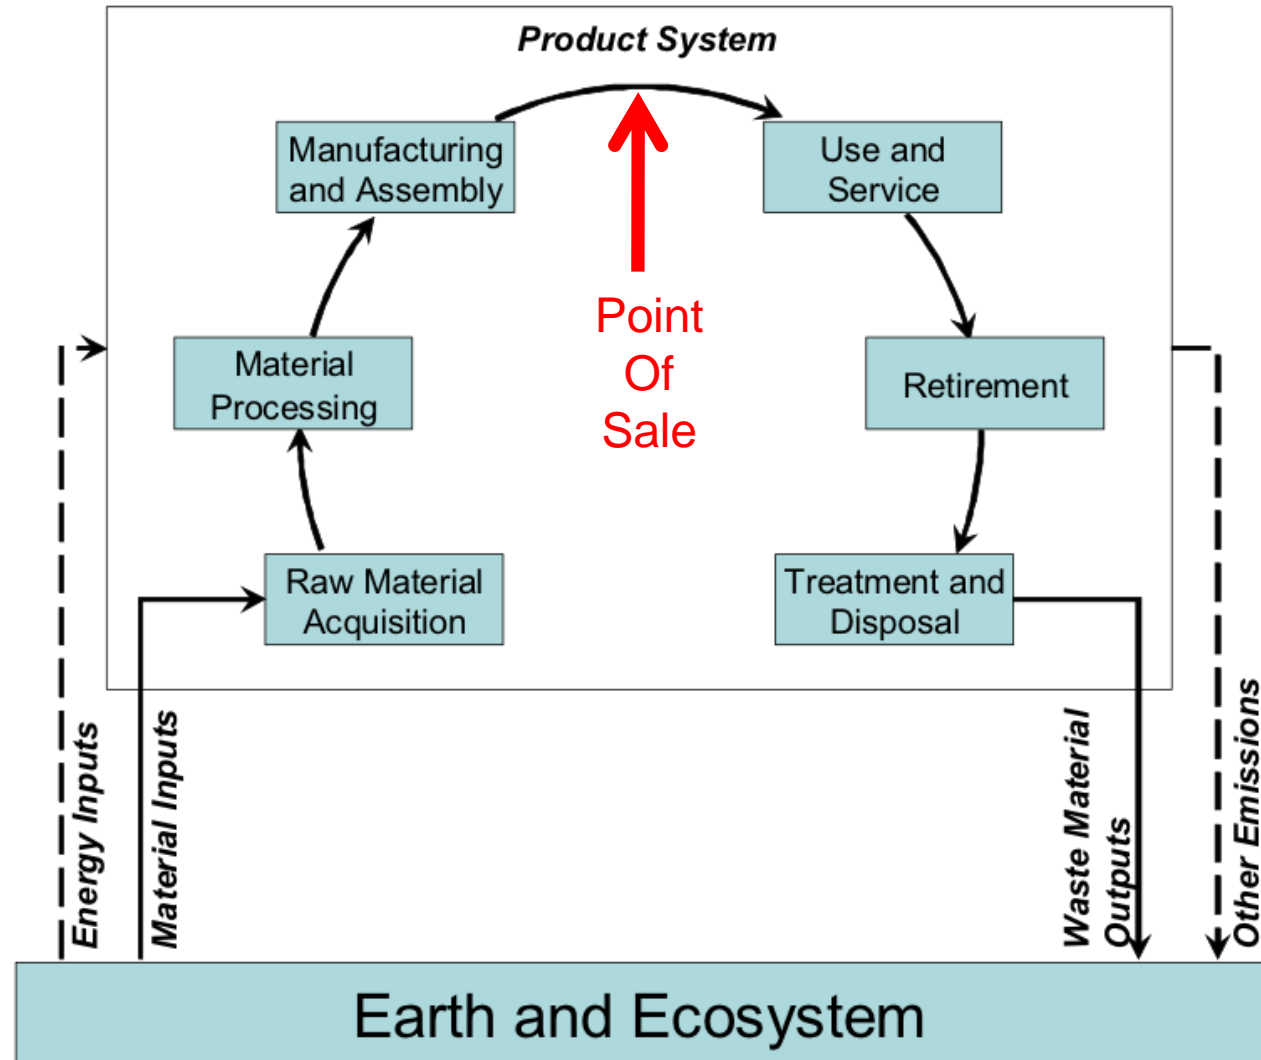 Product System
Manufacturing
and Assembly
Use and
Service
Point
Of
Sale
Material
Processing
Retirement
Raw Material
Acquisition
Treatment and
Disposal
Energy Inputs
Material Inputs
Waste Material
Outputs
Other Emissions
Earth and Ecosystem